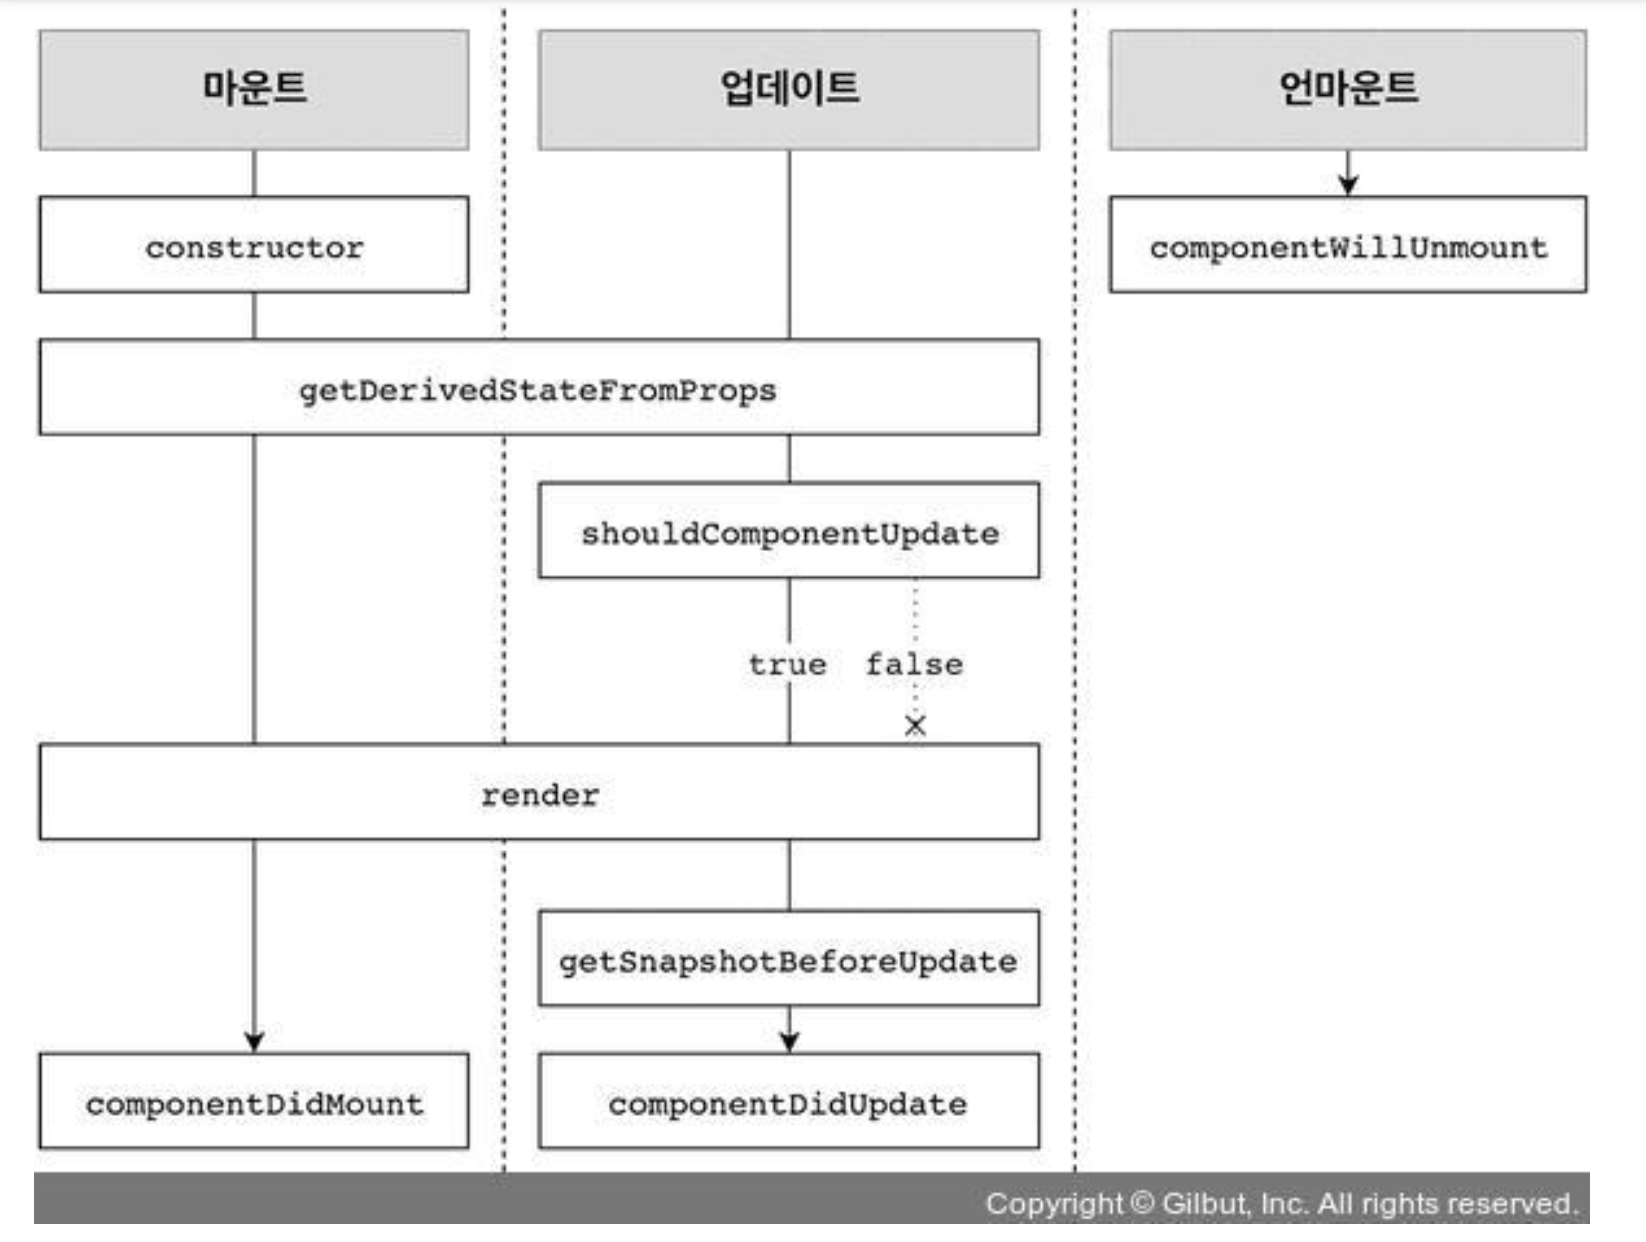 마운트
업데이트
언마운트
constructor
componentWillUnmount
getDerivedStateFromProps
shouldComponentUpdate
true false
render
getSnapshotBeforeUpdate
componentDidMount
componentDidUpdate
Copyright © Gilbut, Inc. All rights reserved.